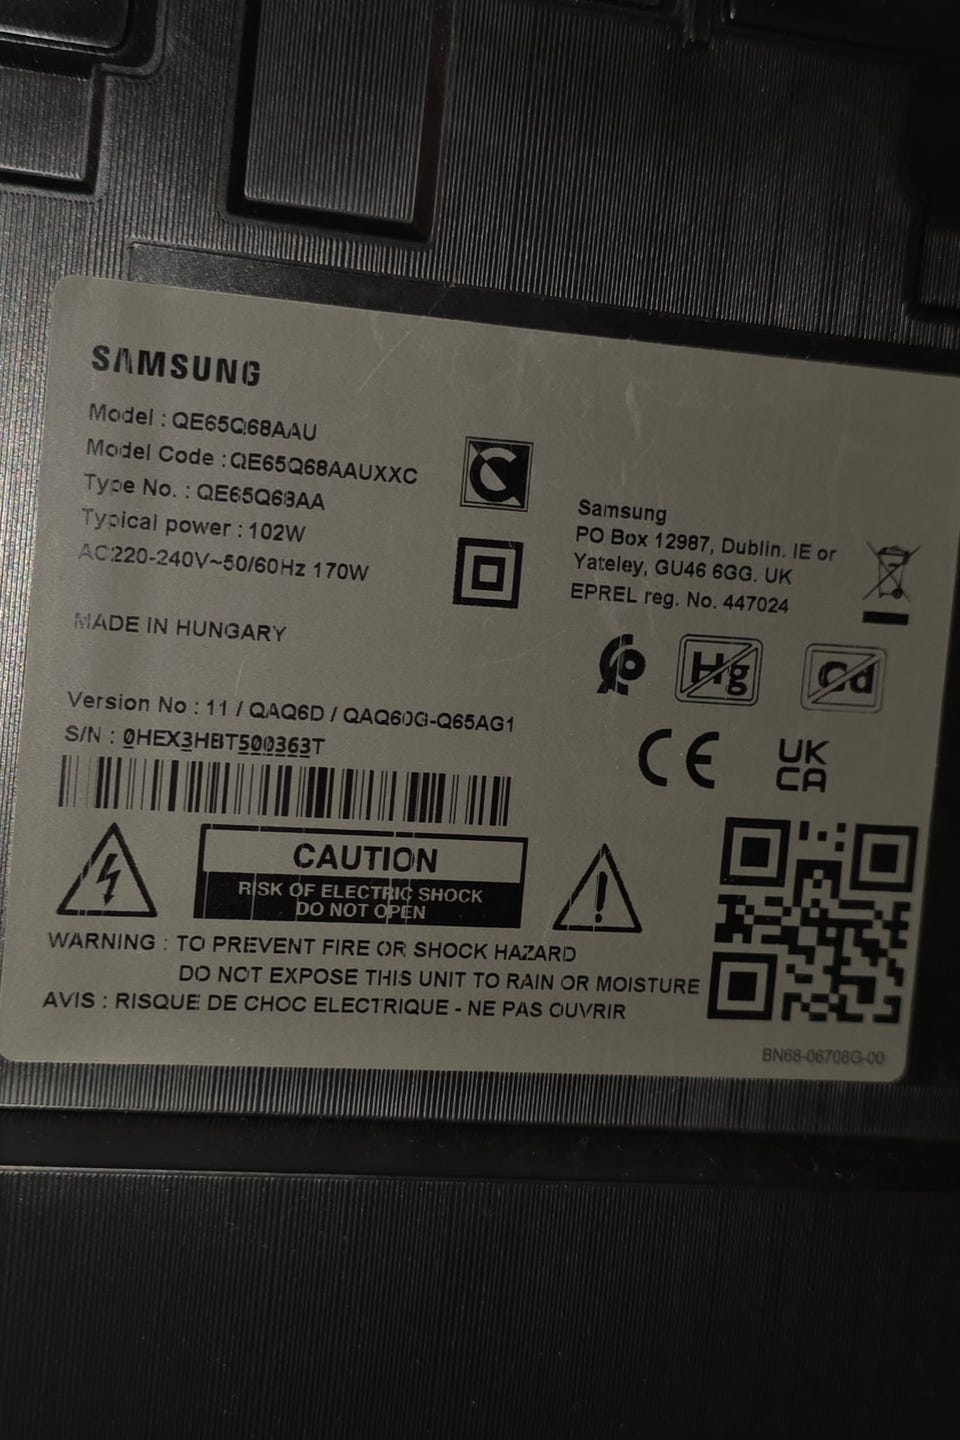 SAMSUNG
Model : QE65Q68AAU
Model Code : QE65Q68AAUXXC
Type No. : QE65Q68AA
Typical power : 102W
AC220-240V~50/60Hz 170W
MADE IN HUNGARY
Version No : 11 / QAQ6D / QAQ60G-Q65AG1
S/N : 0HEX3HBT500363T
Samsung
PO Box 12987, Dublin. IE or
Yateley, GU46 6GG. UK
EPREL reg. No. 447024
Hg
Cd
CE
UK
CA
CAUTION
RISK OF ELECTRIC SHOCK
DO NOT OPEN
WARNING : TO PREVENT FIRE OR SHOCK HAZARD
DO NOT EXPOSE THIS UNIT TO RAIN OR MOISTURE
AVIS : RISQUE DE CHOC ELECTRIQUE - NE PAS OUVRIR
BN68-06708G-00